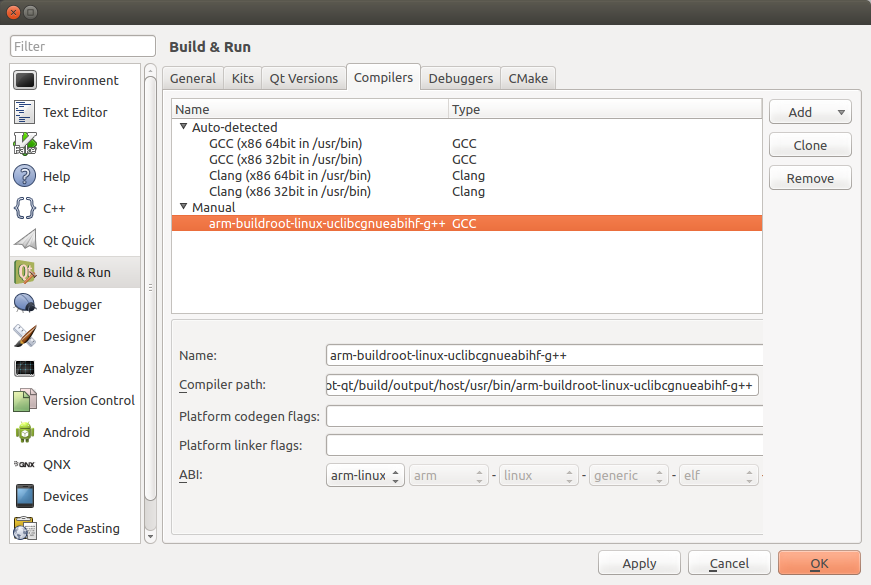 Filter
Environment
Text Editor
FakeVim
Help
C++
Qt Quick
Build & Run
Debugger
Designer
Analyzer
Version Control
Android
QNX
Devices
Code Pasting
Build & Run
General Kits Qt Versions Compilers Debuggers CMake
Name Type
Auto-detected
GCC (x86 64bit in /usr/bin) GCC
GCC (x86 32bit in /usr/bin) GCC
Clang (x86 64bit in /usr/bin) Clang
Clang (x86 32bit in /usr/bin) Clang
Manual
arm-buildroot-linux-uclibcgnueabihf-g++ GCC
Add
Clone
Remove
Name: arm-buildroot-linux-uclibcgnueabihf-g++
Compiler path: ot-qt/build/output/host/usr/bin/arm-buildroot-linux-uclibcgnueabihf-g++
Platform codegen flags:
Platform linker flags:
ABI: arm-linux arm - linux - generic - elf -
Apply Cancel OK